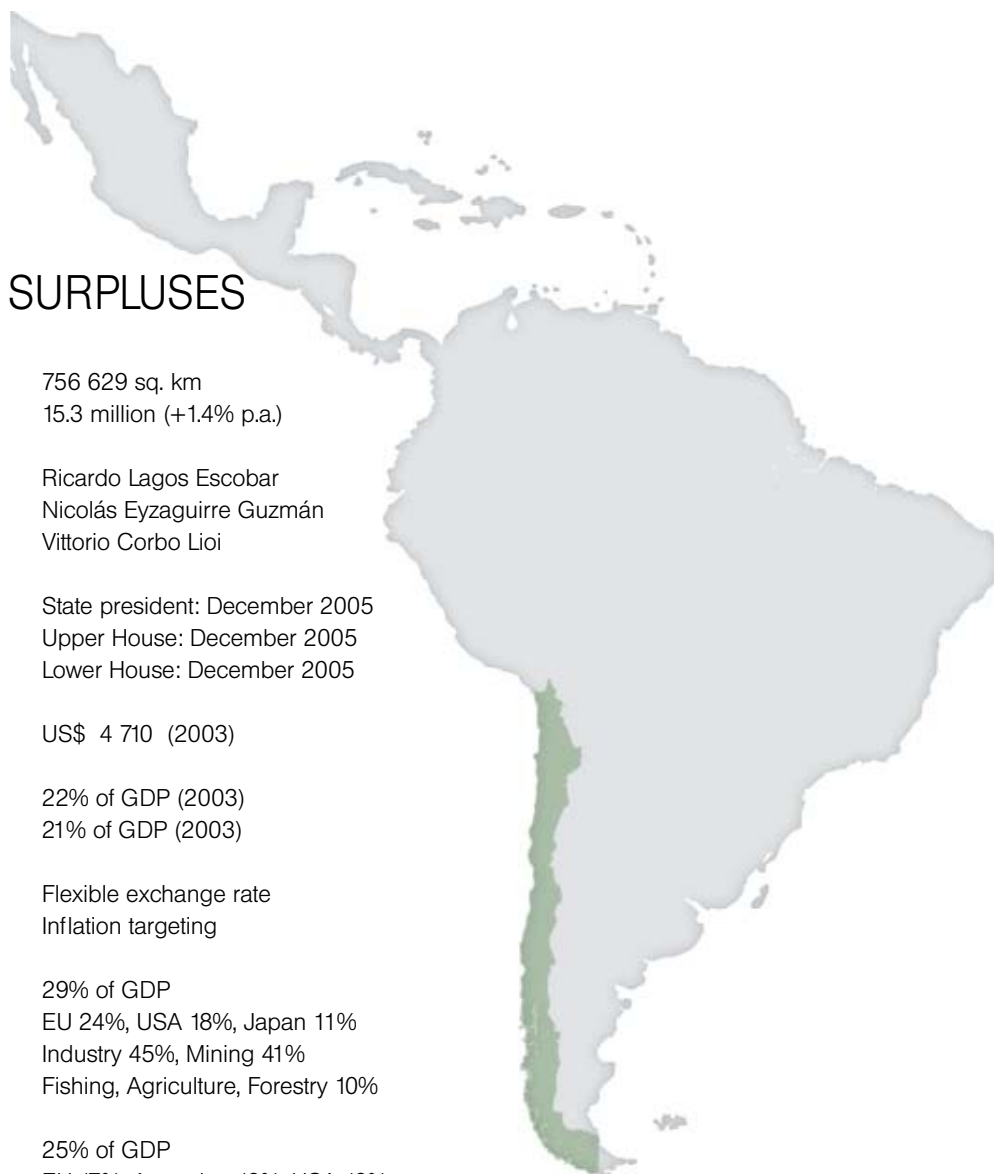 SURPLUSES
756 629 sq. km
15.3 million (+1.4% p.a.)
Ricardo Lagos Escobar
Nicolás Eyzaguirre Guzmán
Vittorio Corbo Lioi
State president: December 2005
Upper House: December 2005
Lower House: December 2005
US$ 4 710 (2003)
22% of GDP (2003)
21% of GDP (2003)
Flexible exchange rate
Inflation targeting
29% of GDP
EU 24%, USA 18%, Japan 11%
Industry 45%, Mining 41%
Fishing, Agriculture, Forestry 10%
25% of GDP